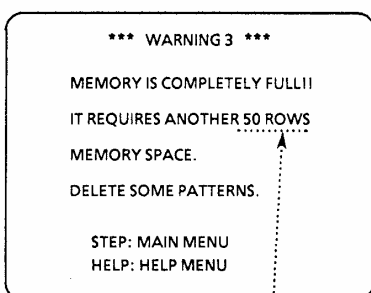 *** WARNING 3 ***
MEMORY IS COMPLETELY FULL!!
IT REQUIRES ANOTHER 50 ROWS
MEMORY SPACE.
DELETE SOME PATTERNS.
STEP: MAIN MENU
HELP: HELP MENU